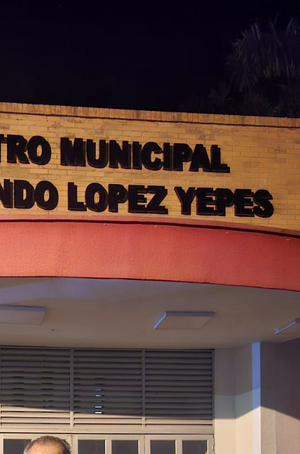 TRO MUNICIPAL
NDO LOPEZ YEPES